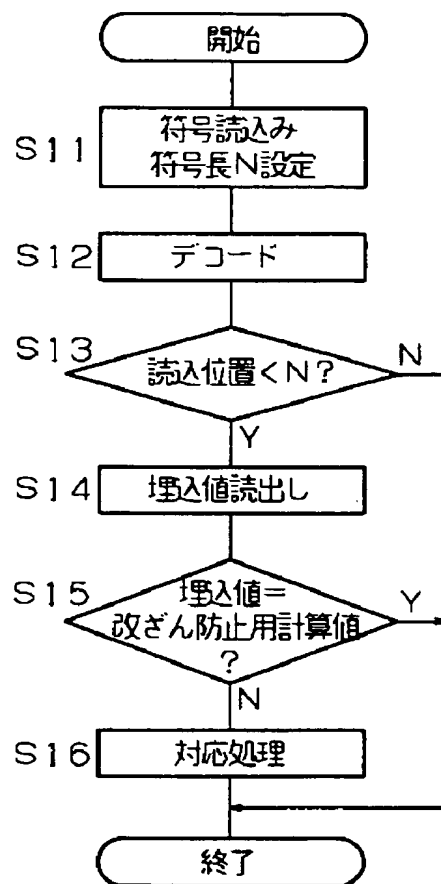 開始
S11
符号読込み
符号長N設定
S12
デコード
S13
読込位置<N?
N
Y
S14
埋込値読出し
S15
埋込値=
改ざん防止用計算値
?
Y
N
S16
対応処理
終了